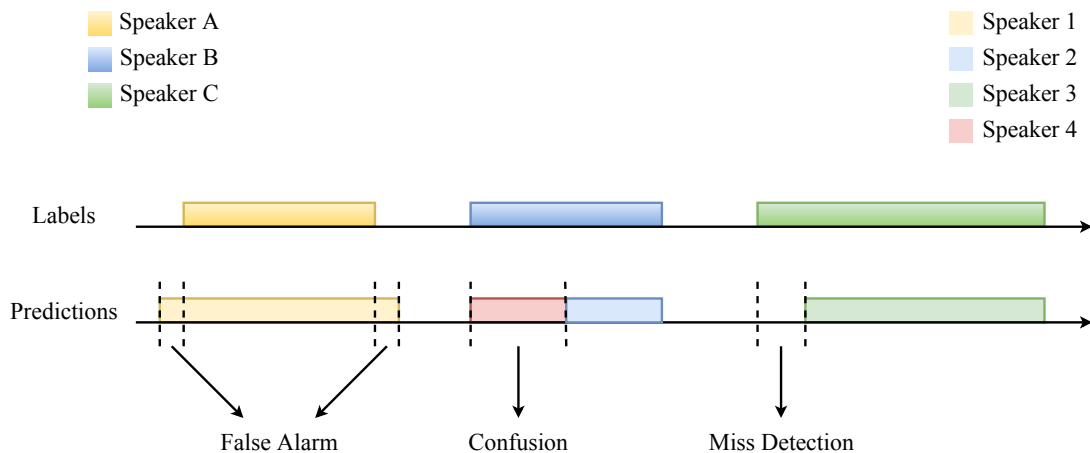 Speaker A
Speaker B
Speaker C
Speaker 1
Speaker 2
Speaker 3
Speaker 4
Labels
Predictions
False Alarm
Confusion
Miss Detection